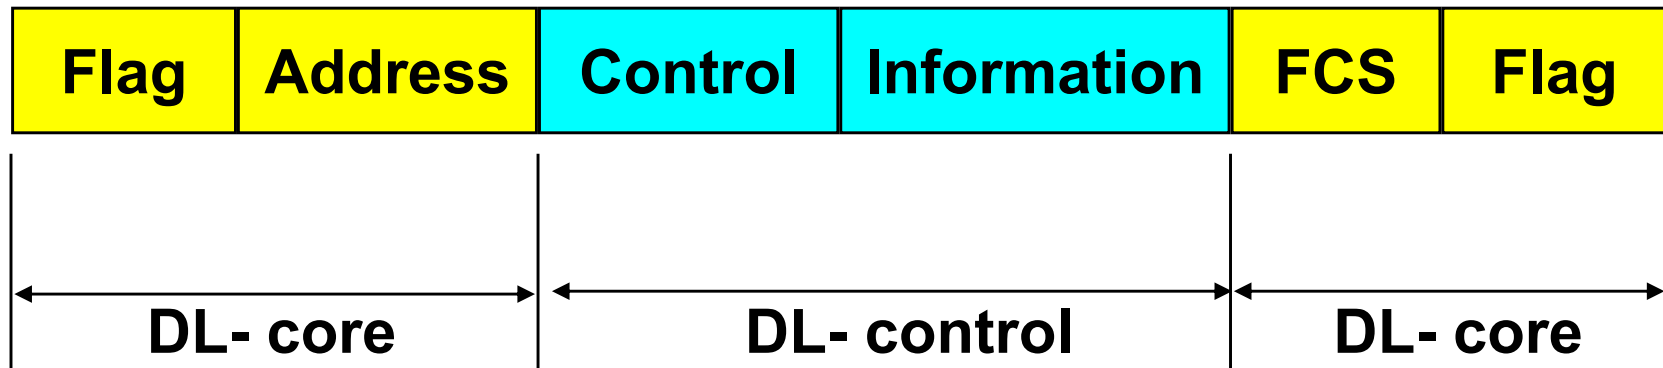 Flag Address Control Information FCS Flag
DL- core DL- control DL- core